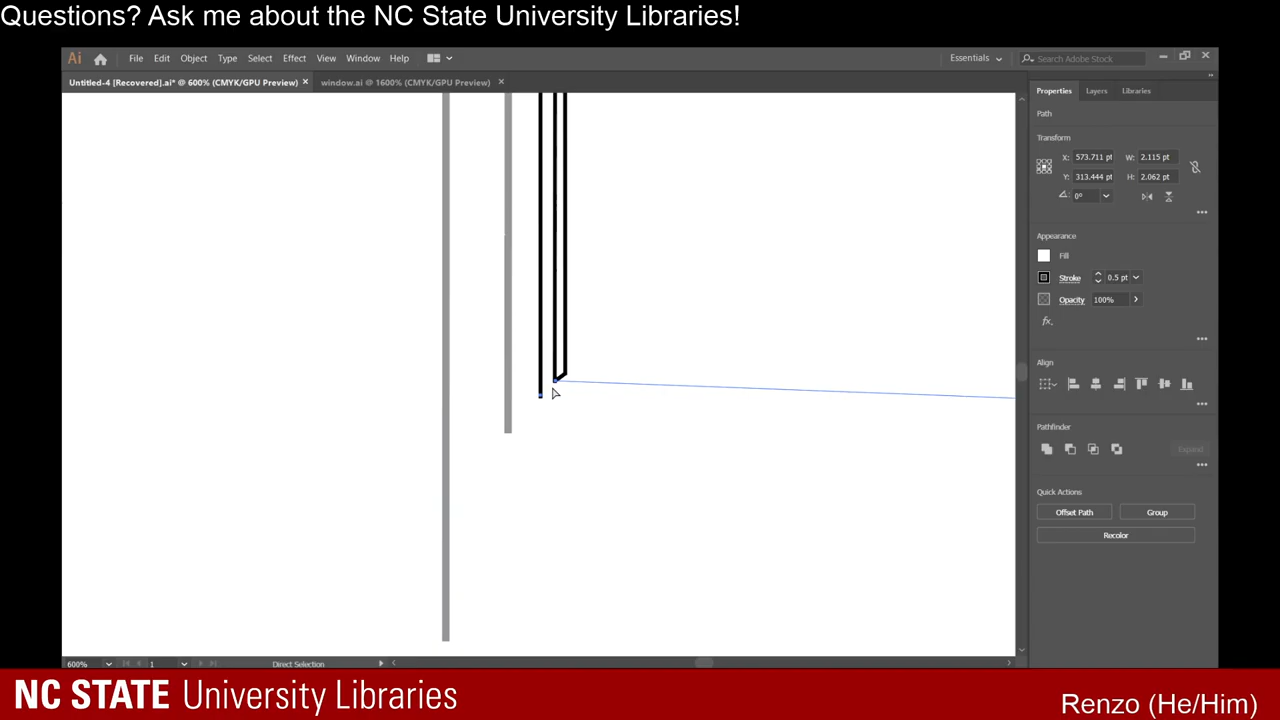 Questions? Ask me about the NC State University Libraries!
Ai File Edit Object Type Select Effect View Window Help Essentials Search Adobe Stock
Untitled-4 [Recovered].ai* @ 600% (CMYK/GPU Preview) × window.ai @ 1600% (CMYK/GPU Preview) ×
Properties Layers Libraries
Path
Transform
X: 573.711 pt W: 2.115 pt
Y: 313.444 pt H: 2.062 pt
0°
Appearance
Fill
Stroke 0.5 pt
Opacity 100%
fx.
Align
Pathfinder
Expand
Quick Actions
Offset Path Group
Recolor
600% 1 Direct Selection
NC STATE University Libraries
Renzo (He/Him)